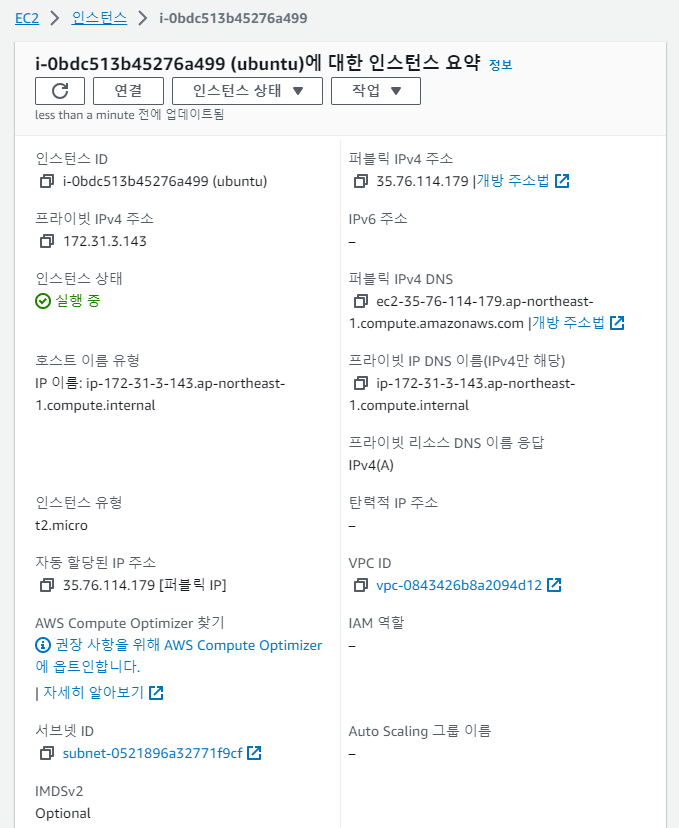 EC2 > 인스턴스 > i-0bdc513b45276a499
i-0bdc513b45276a499 (ubuntu)에 대한 인스턴스 요약 정보
연결 인스턴스 상태 ▼ 작업 ▼
less than a minute 전에 업데이트됨
인스턴스 ID
i-0bdc513b45276a499 (ubuntu)
퍼블릭 IPv4 주소
35.76.114.179 |개방 주소법
프라이빗 IPv4 주소
172.31.3.143
IPv6 주소
–
인스턴스 상태
실행 중
퍼블릭 IPv4 DNS
ec2-35-76-114-179.ap-northeast-
1.compute.amazonaws.com |개방 주소법
호스트 이름 유형
IP 이름: ip-172-31-3-143.ap-northeast-
1.compute.internal
프라이빗 IP DNS 이름(IPv4만 해당)
ip-172-31-3-143.ap-northeast-
1.compute.internal
프라이빗 리소스 DNS 이름 응답
IPv4(A)
인스턴스 유형
t2.micro
탄력적 IP 주소
–
자동 할당된 IP 주소
35.76.114.179 [퍼블릭 IP]
VPC ID
vpc-0843426b8a2094d12
AWS Compute Optimizer 찾기
권장 사항을 위해 AWS Compute Optimizer
에 옵트인합니다.
| 자세히 알아보기
IAM 역할
–
서브넷 ID
subnet-0521896a32771f9cf
Auto Scaling 그룹 이름
–
IMDSv2
Optional